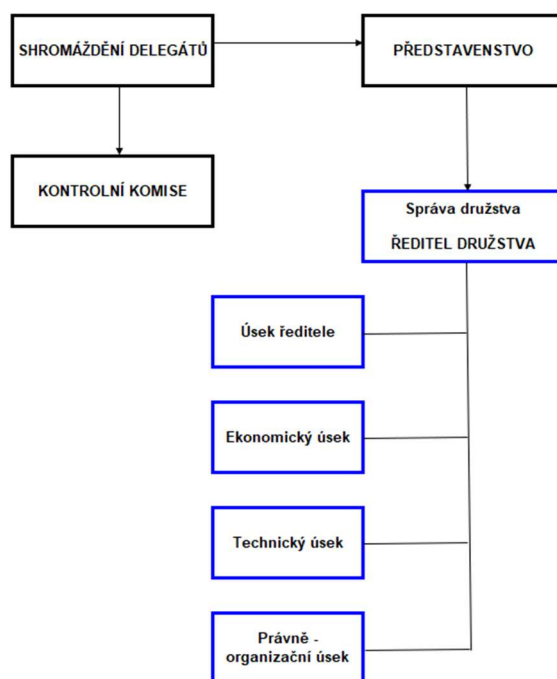 SHROMÁŽDĚNÍ DELEGÁTŮ
PŘEDSTAVENSTVO
KONTROLNÍ KOMISE
Správa družstva
ŘEDITEL DRUŽSTVA
Úsek ředitele
Ekonomický úsek
Technický úsek
Právně -
organizační úsek